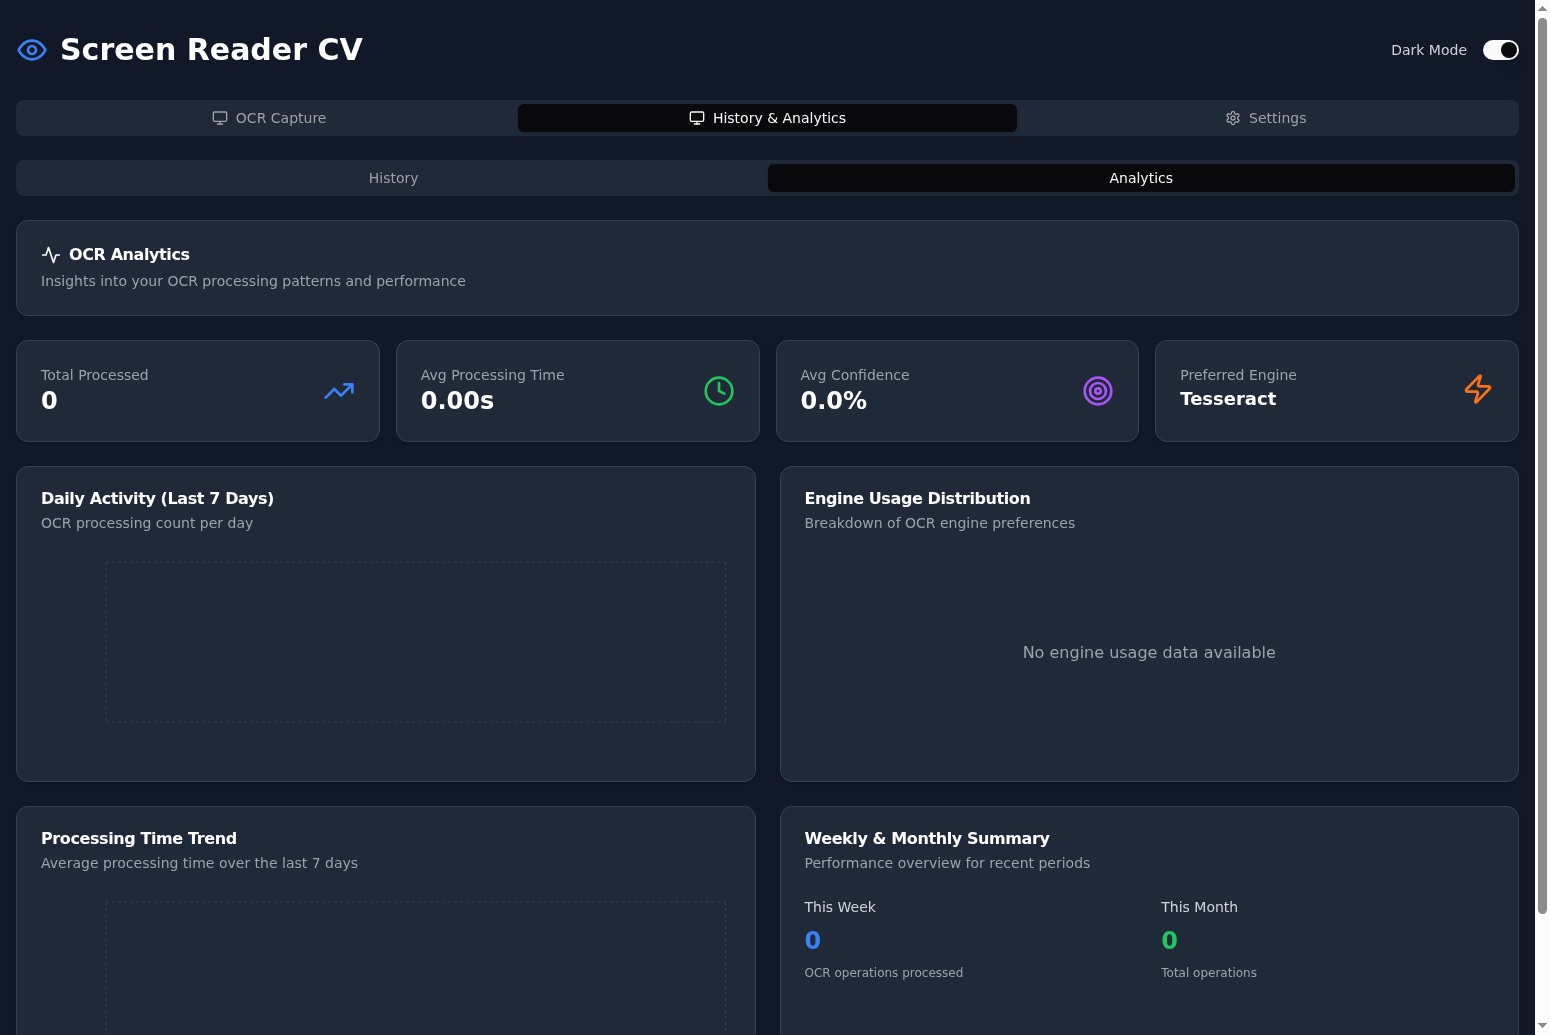 Screen Reader CV
Dark Mode
OCR Capture
History & Analytics
Settings
History
Analytics
OCR Analytics
Insights into your OCR processing patterns and performance
Total Processed
0
Avg Processing Time
0.00s
Avg Confidence
0.0%
Preferred Engine
Tesseract
Daily Activity (Last 7 Days)
OCR processing count per day
Engine Usage Distribution
Breakdown of OCR engine preferences
No engine usage data available
Processing Time Trend
Average processing time over the last 7 days
Weekly & Monthly Summary
Performance overview for recent periods
This Week
0
OCR operations processed
This Month
0
Total operations